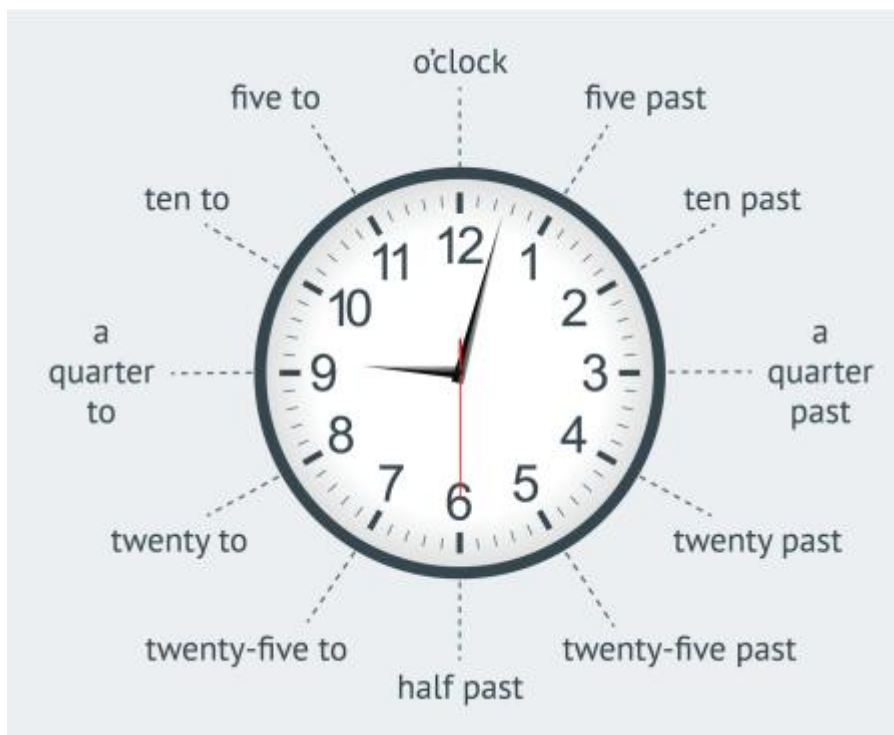 o'clock
five past
ten past
a
quarter
past
twenty past
twenty-five past
half past
twenty-five to
twenty to
a
quarter
to
ten to
five to
12
1
2
3
4
5
6
7
8
9
10
11